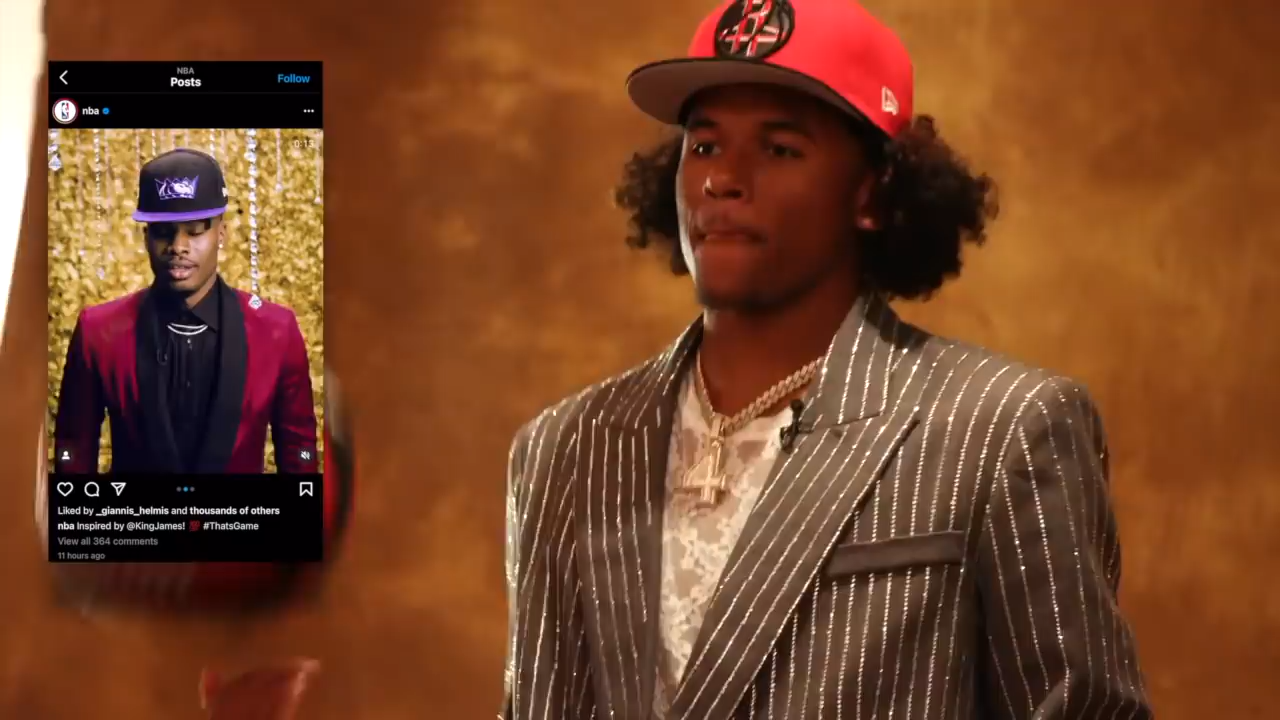 NBA
Posts
Follow
nba
0:13
Liked by _giannis_helmis and thousands of others
nba Inspired by @KingJames! 💯 #ThatsGame
View all 364 comments
11 hours ago
4